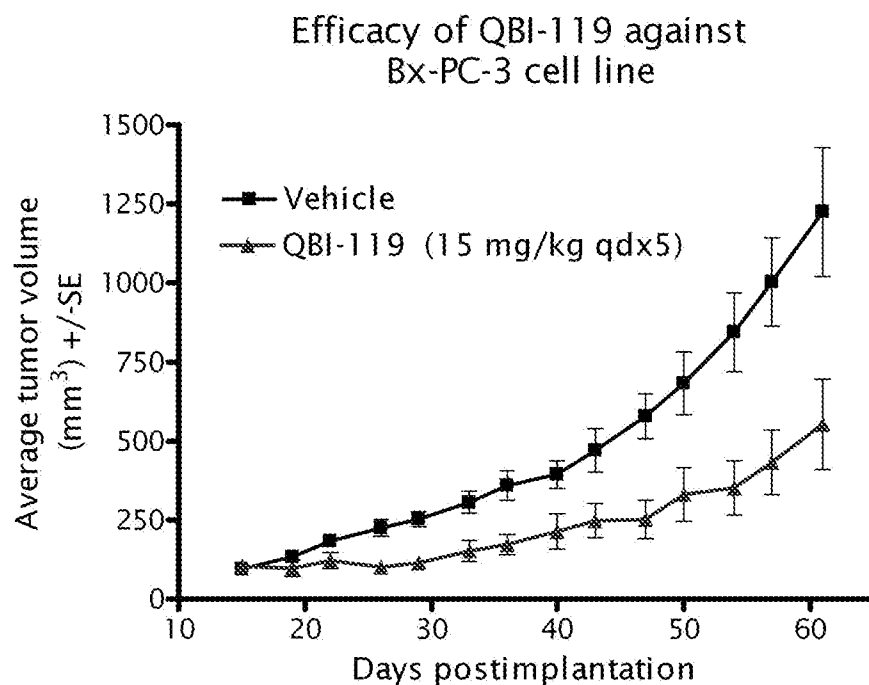 Efficacy of QBI-119 against
Bx-PC-3 cell line
1500
1250
1000
750
500
250
0
Average tumor volume
(mm³) +/-SE
Vehicle
QBI-119 (15 mg/kg qdx5)
10 20 30 40 50 60
Days postimplantation